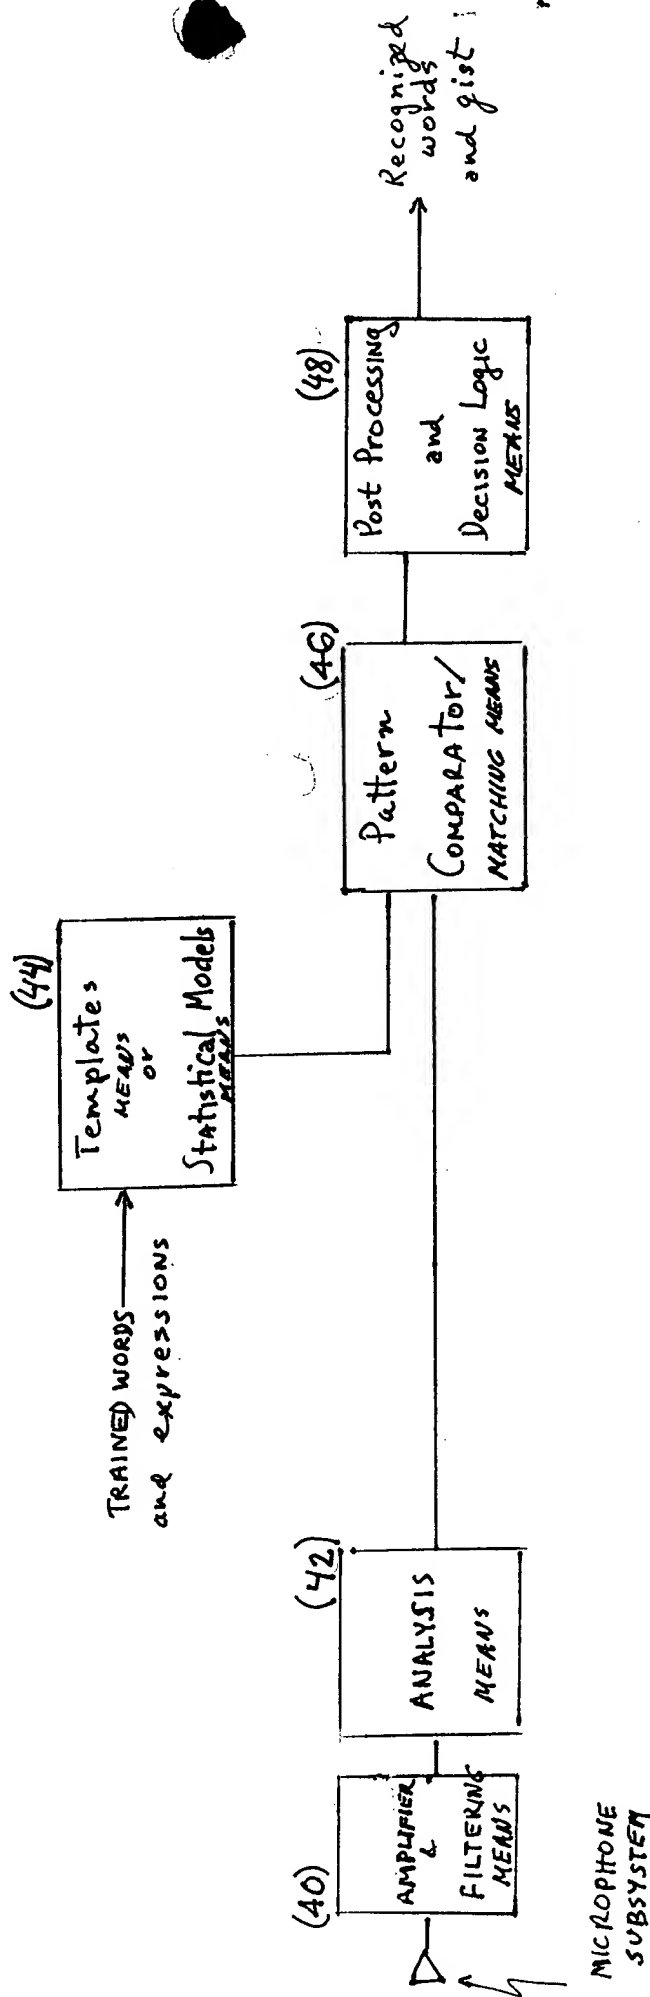 MICROPHONE
SUBSYSTEM
(40)
AMPLIFIER
&
FILTERING
MEANS
(42)
ANALYSIS
MEANS
TRAINED WORDS
and expressions
(44)
Templates
MEANS
or
Statistical Models
MEANS
(46)
Pattern
COMPARATOR/
MATCHING MEANS
(48)
Post Processing
and
Decision Logic
MEANS
Recognized
words
and gist